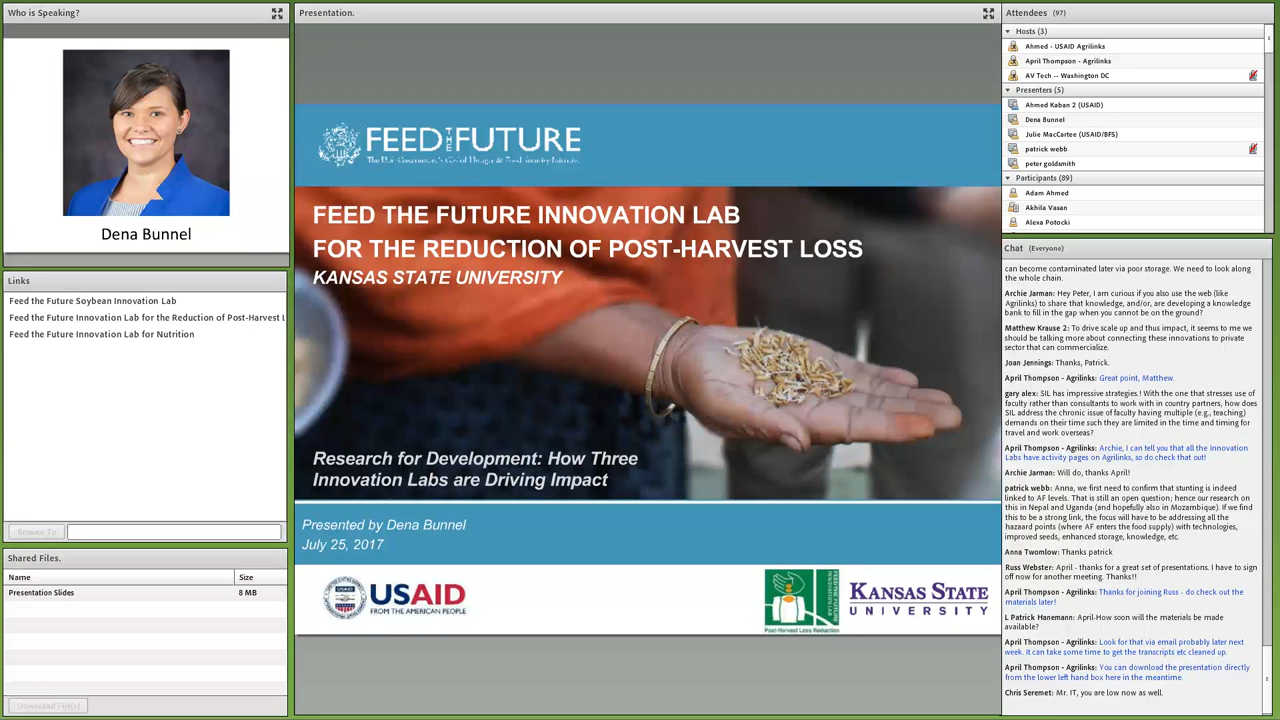 Who is Speaking?
Dena Bunnel
Links
Feed the Future Soybean Innovation Lab
Feed the Future Innovation Lab for the Reduction of Post-Harvest L
Feed the Future Innovation Lab for Nutrition
Browse To
Shared Files.
Name Size
Presentation Slides 8 MB
Download File(s)
Presentation.
FEED THE FUTURE
The U.S. Government's Global Hunger & Food Security Initiative
FEED THE FUTURE INNOVATION LAB
FOR THE REDUCTION OF POST-HARVEST LOSS
KANSAS STATE UNIVERSITY
Research for Development: How Three
Innovation Labs are Driving Impact
Presented by Dena Bunnel
July 25, 2017
USAID
FROM THE AMERICAN PEOPLE
Post-Harvest Loss Reduction
KANSAS STATE
UNIVERSITY
Attendees (97)
Hosts (3)
Ahmed - USAID Agrilinks
April Thompson - Agrilinks
AV Tech -- Washington DC
Presenters (5)
Ahmed Kaban 2 (USAID)
Dena Bunnel
Julie MacCartee (USAID/BFS)
patrick webb
peter goldsmith
Participants (89)
Adam Ahmed
Akhila Vasan
Alexa Potocki
Chat (Everyone)
can become contaminated later via poor storage. We need to look along
the whole chain.
Archie Jarman: Hey Peter, I am curious if you also use the web (like
Agrilinks) to share that knowledge, and/or, are developing a knowledge
bank to fill in the gap when you cannot be on the ground?
Matthew Krause 2: To drive scale up and thus impact, it seems to me we
should be talking more about connecting these innovations to private
sector that can commercialize.
Joan Jennings: Thanks, Patrick.
April Thompson - Agrilinks: Great point, Matthew.
gary alex: SIL has impressive strategies.! With the one that stresses use of
faculty rather than consultants to work with in country partners, how does
SIL address the chronic issue of faculty having multiple (e.g., teaching)
demands on their time such they are limited in the time and timing for
travel and work overseas?
April Thompson - Agrilinks: Archie, I can tell you that all the Innovation
Labs have activity pages on Agrilinks, so do check that out!
Archie Jarman: Will do, thanks April!
patrick webb: Anna, we first need to confirm that stunting is indeed
linked to AF levels. That is still an open question; hence our research on
this in Nepal and Uganda (and hopefully also in Mozambique). If we find
this to be a strong link, the focus will have to be addressing all the
hazaard points (where AF enters the food supply) with technologies,
improved seeds, enhanced storage, knowledge, etc.
Anna Twomlow: Thanks patrick
Russ Webster: April - thanks for a great set of presentations. I have to sign
off now for another meeting. Thanks!!
April Thompson - Agrilinks: Thanks for joining Russ - do check out the
materials later!
L Patrick Hanemann: April-How soon will the materials be made
available?
April Thompson - Agrilinks: Look for that via email probably later next
week. It can take some time to get the transcripts etc cleaned up.
April Thompson - Agrilinks: You can download the presentation directly
from the lower left hand box here in the meantime.
Chris Seremet: Mr. IT, you are low now as well.